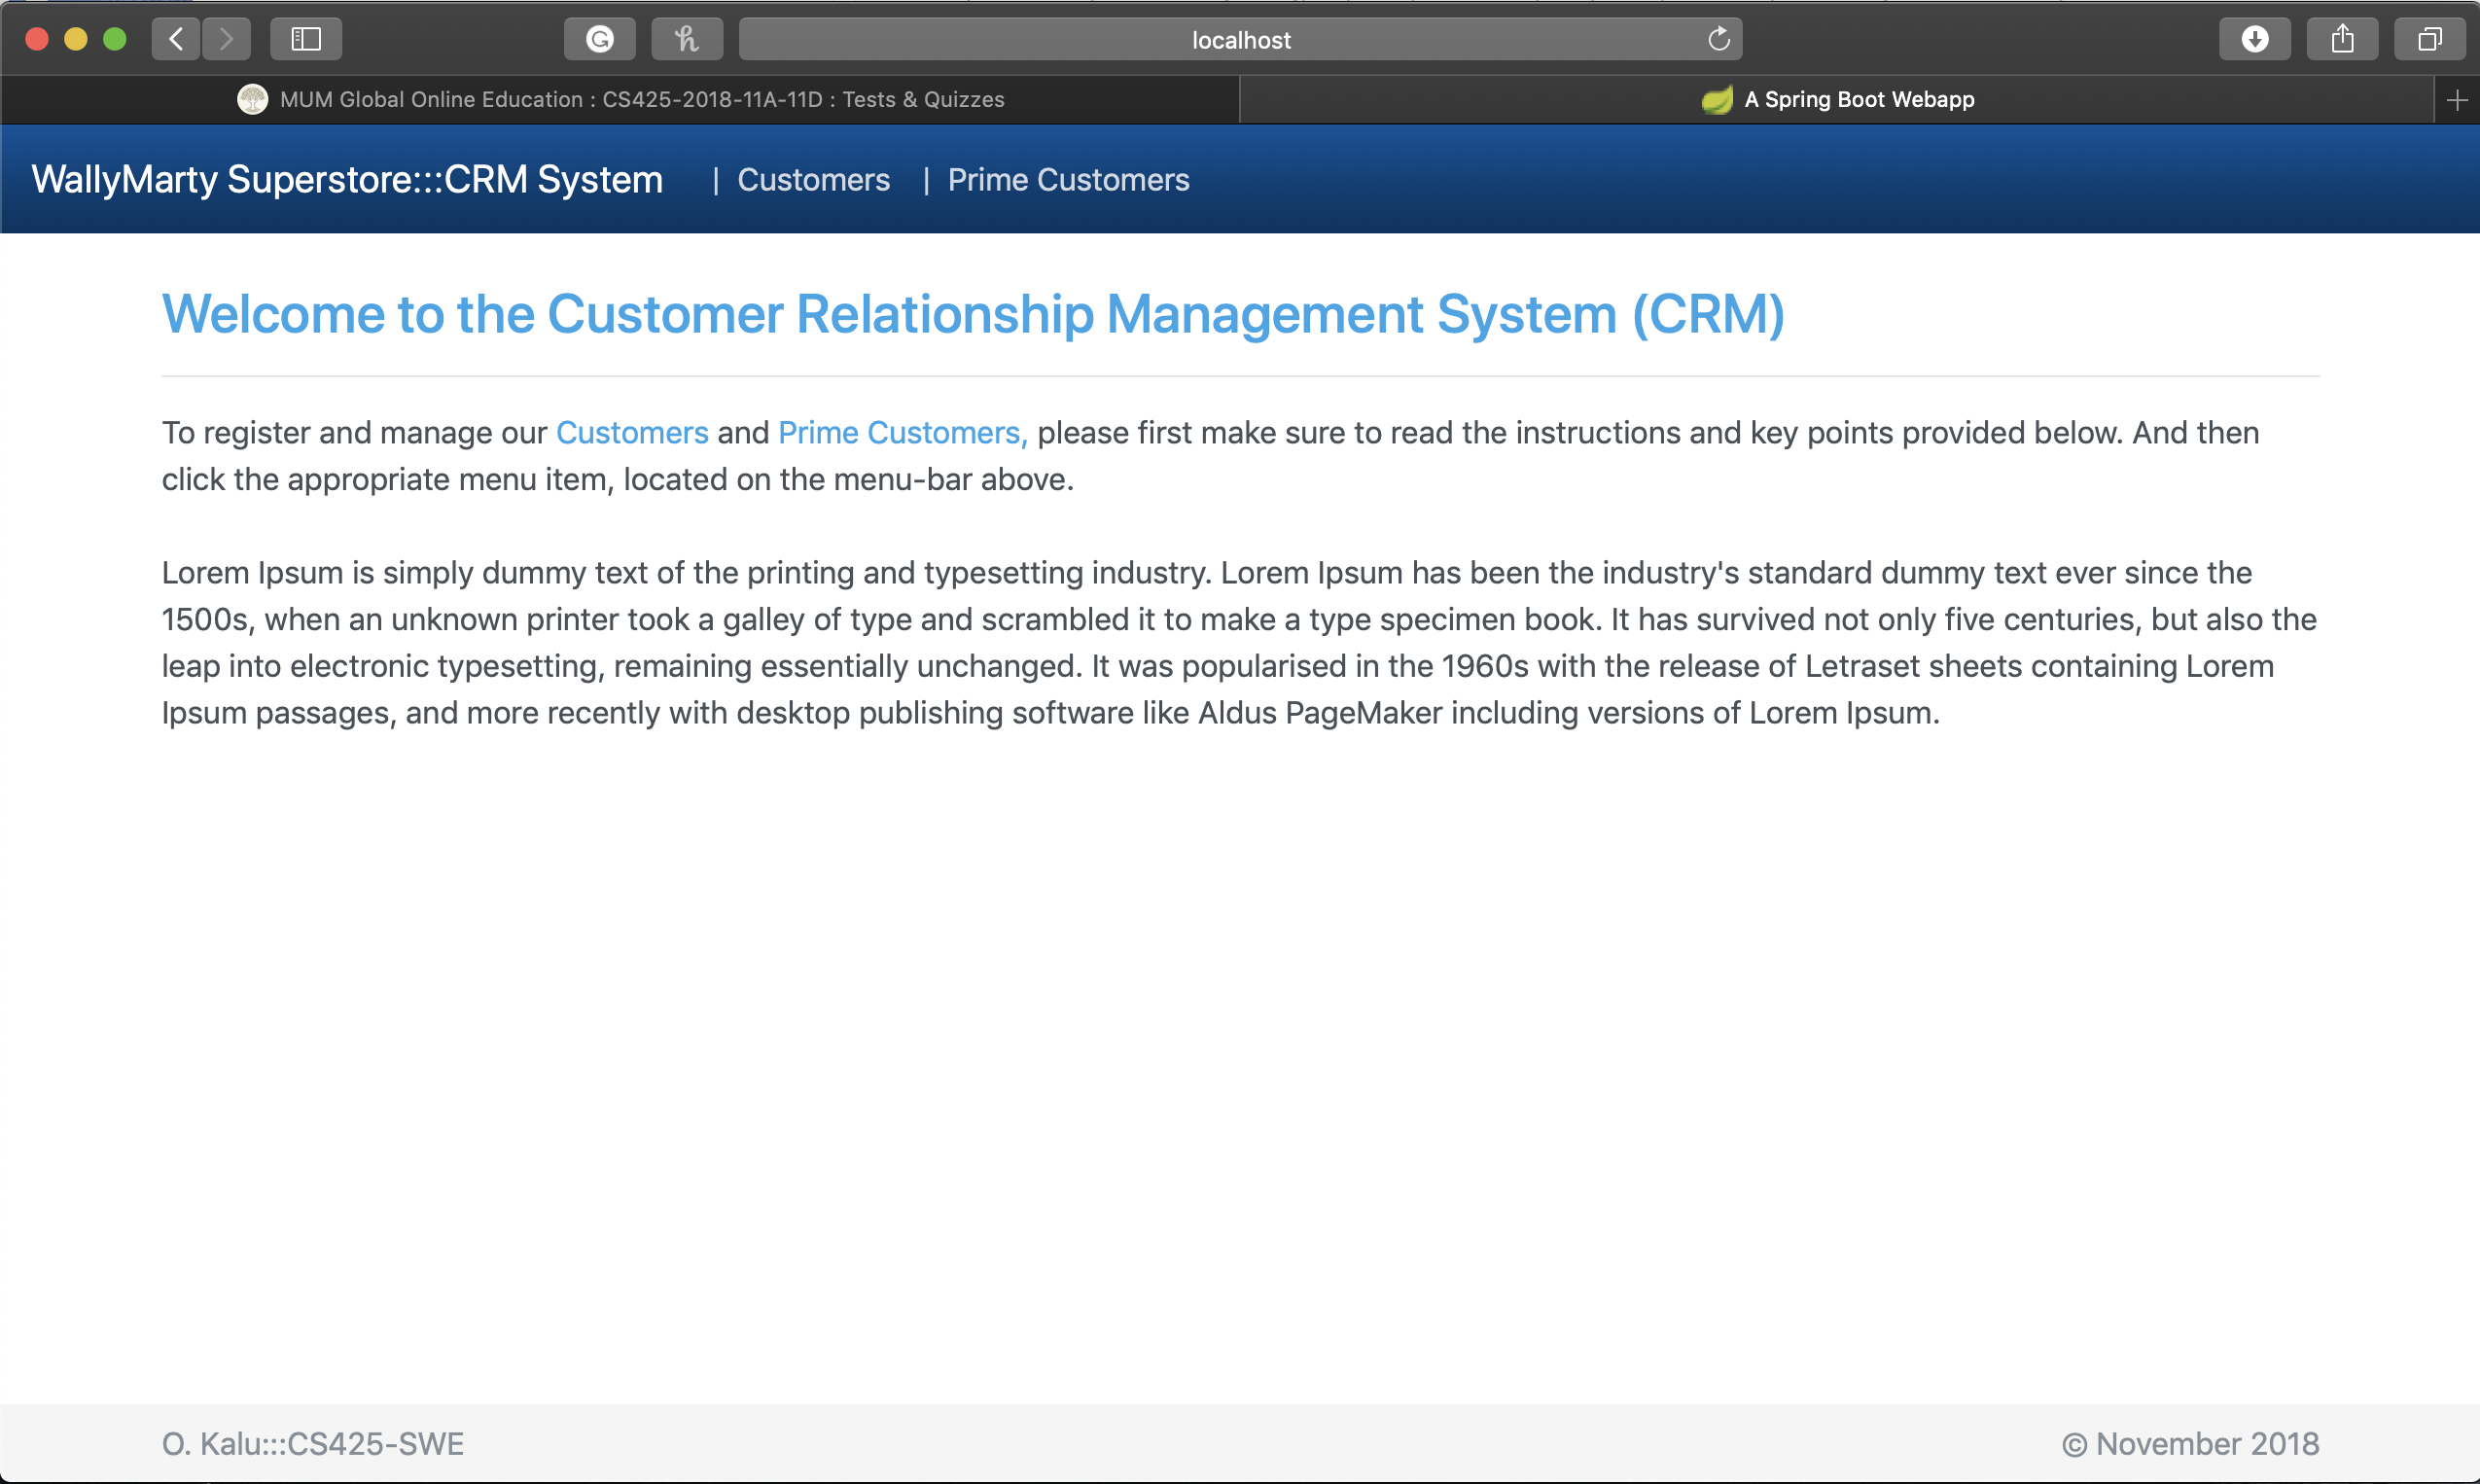 localhost
MUM Global Online Education : CS425-2018-11A-11D : Tests & Quizzes
A Spring Boot Webapp
WallyMarty Superstore:::CRM System | Customers | Prime Customers
Welcome to the Customer Relationship Management System (CRM)
To register and manage our Customers and Prime Customers, please first make sure to read the instructions and key points provided below. And then
click the appropriate menu item, located on the menu-bar above.
Lorem Ipsum is simply dummy text of the printing and typesetting industry. Lorem Ipsum has been the industry's standard dummy text ever since the
1500s, when an unknown printer took a galley of type and scrambled it to make a type specimen book. It has survived not only five centuries, but also the
leap into electronic typesetting, remaining essentially unchanged. It was popularised in the 1960s with the release of Letraset sheets containing Lorem
Ipsum passages, and more recently with desktop publishing software like Aldus PageMaker including versions of Lorem Ipsum.
O. Kalu:::CS425-SWE
© November 2018